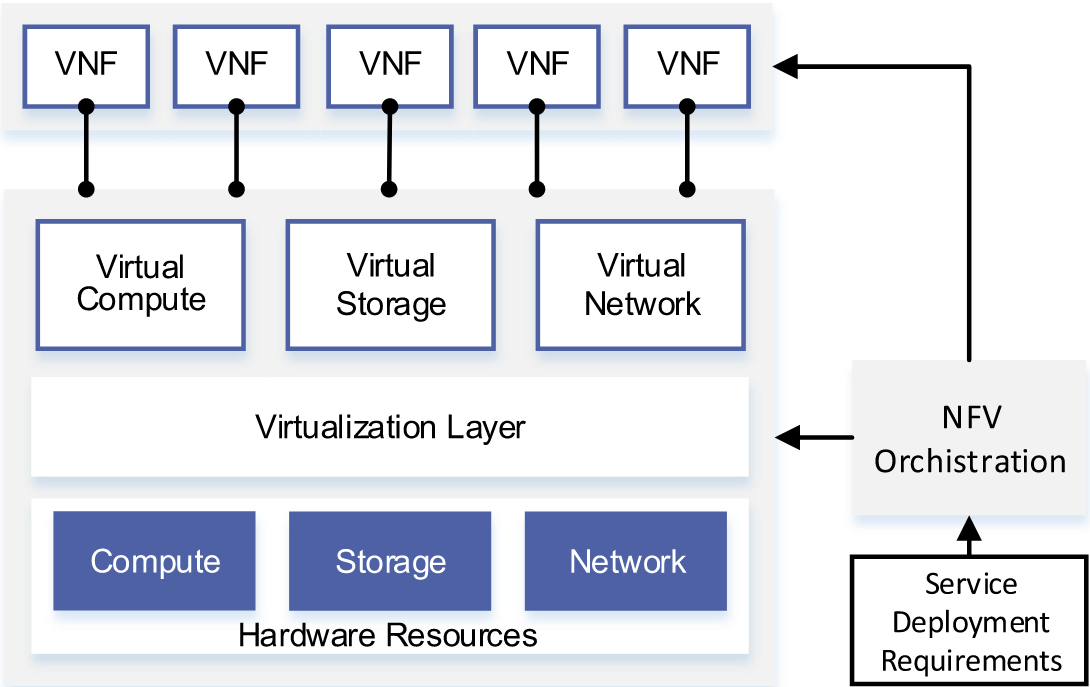 VNF VNF VNF VNF VNF
Virtual
Compute
Virtual
Storage
Virtual
Network
Virtualization Layer
NFV
Orchistration
Compute Storage Network
Hardware Resources
Service
Deployment
Requirements